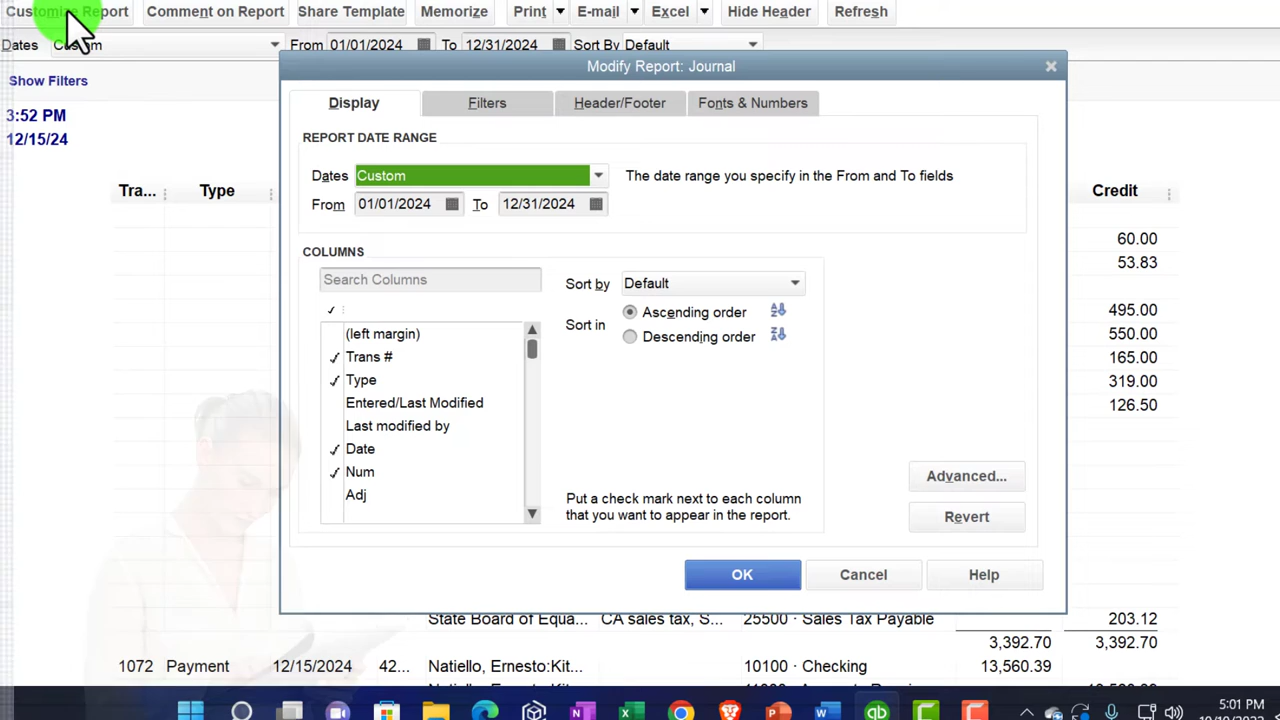 Customize Report Comment on Report Share Template Memorize Print E-mail Excel Hide Header Refresh
Dates Custom From 01/01/2024 To 12/31/2024 Sort By Default
Show Filters
3:52 PM
12/15/24
Tra... Type Credit
Modify Report: Journal
Display Filters Header/Footer Fonts & Numbers
REPORT DATE RANGE
Dates Custom The date range you specify in the From and To fields
From 01/01/2024 To 12/31/2024
COLUMNS
Search Columns
Sort by Default
Sort in Ascending order
Descending order
(left margin)
Trans #
Type
Entered/Last Modified
Last modified by
Date
Num
Adj
Put a check mark next to each column
that you want to appear in the report.
Advanced...
Revert
OK Cancel Help
60.00
53.83
495.00
550.00
165.00
319.00
126.50
State Board of Equa... CA sales tax, S... 25500 · Sales Tax Payable 203.12
3,392.70 3,392.70
1072 Payment 12/15/2024 42... Natiello, Ernesto:Kit... 10100 · Checking 13,560.39
5:01 PM